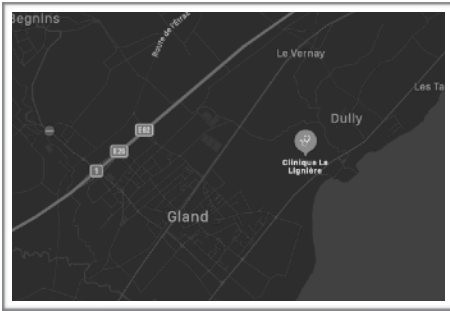 Begnins
Route de l'Etraz
Le Vernay
Les Ta
Dully
E62
E25
1
Clinique La
Lignière
Gland